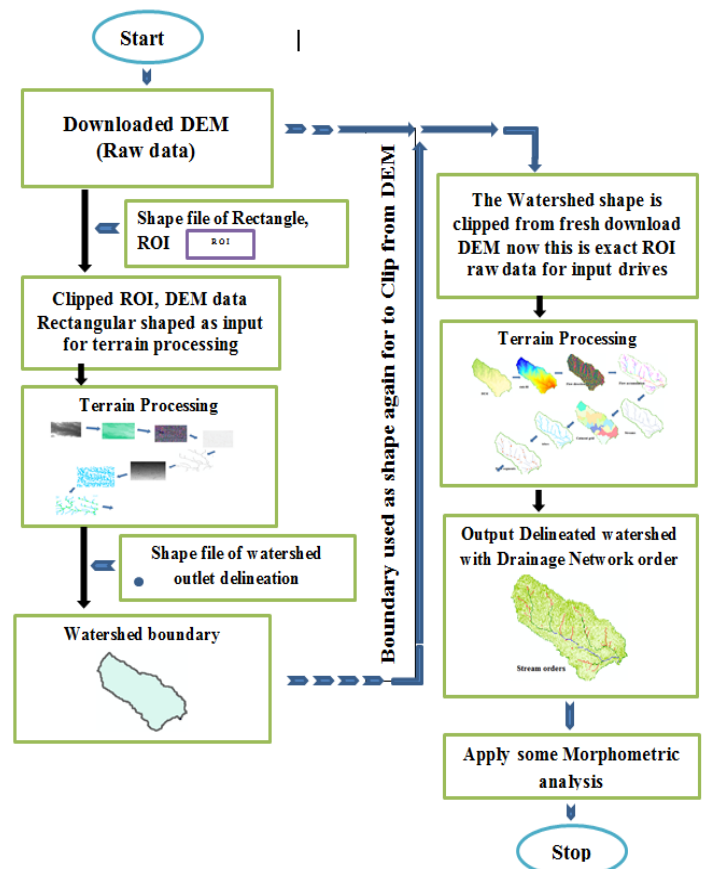 Start
Downloaded DEM
(Raw data)
Shape file of Rectangle,
ROI
ROI
Clipped ROI, DEM data
Rectangular shaped as input
for terrain processing
Terrain Processing
Shape file of watershed
outlet delineation
Watershed boundary
Boundary used as shape again for to Clip from DEM
The Watershed shape is
clipped from fresh download
DEM now this is exact ROI
raw data for input drives
Terrain Processing
Output Delineated watershed
with Drainage Network order
Stream orders
Apply some Morphometric
analysis
Stop